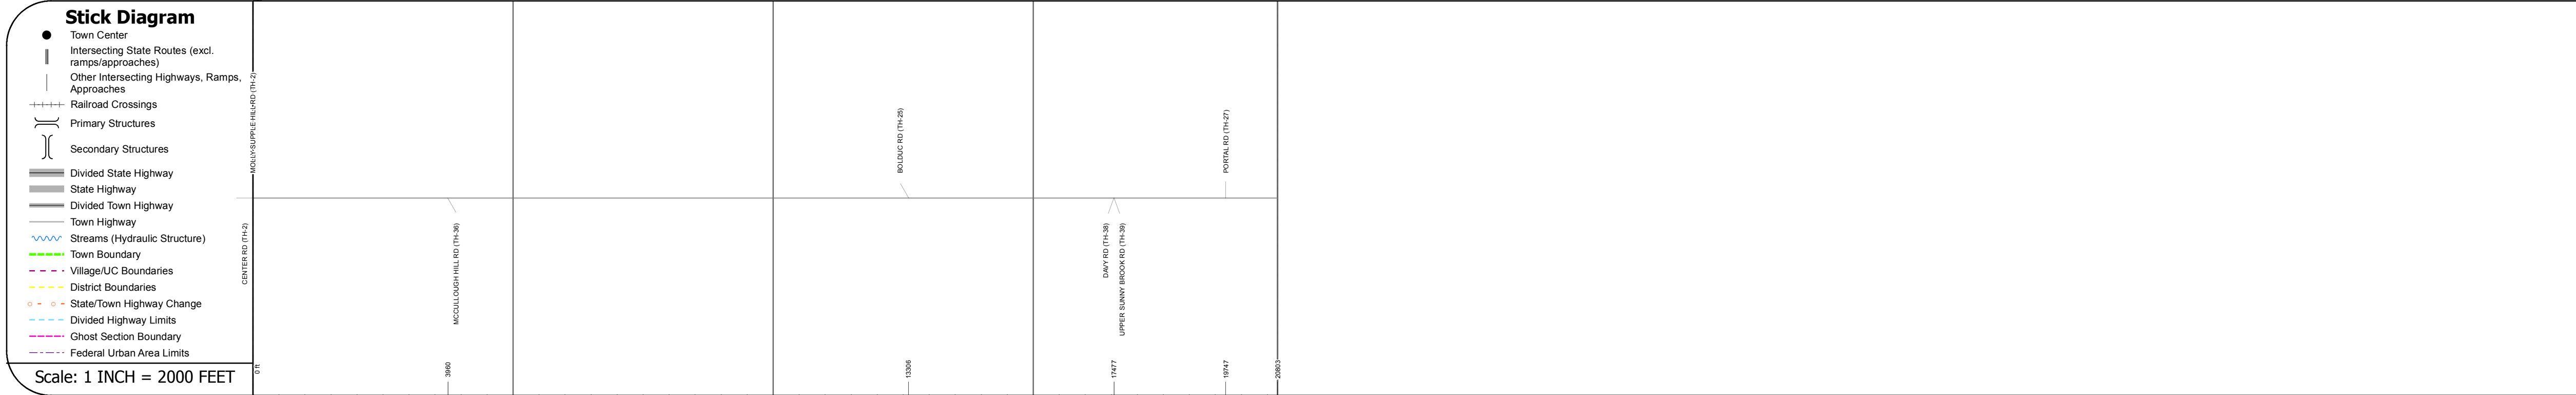 Stick Diagram
Town Center
Intersecting State Routes (excl.
ramps/approaches)
Other Intersecting Highways, Ramps,
Approaches
Railroad Crossings
Primary Structures
Secondary Structures
Divided State Highway
State Highway
Divided Town Highway
Town Highway
Streams (Hydraulic Structure)
Town Boundary
Village/UC Boundaries
District Boundaries
State/Town Highway Change
Divided Highway Limits
Ghost Section Boundary
Federal Urban Area Limits
Scale: 1 INCH = 2000 FEET
MOLLY-SUPPLE HILL RD (TH-2)
CENTER RD (TH-2)
MCCULLOUGH HILL RD (TH-36)
BOLDUC RD (TH-25)
DAVY RD (TH-38)
UPPER SUNNY BROOK RD (TH-39)
PORTAL RD (TH-27)
0 ft
3960
13306
17477
19747
20803